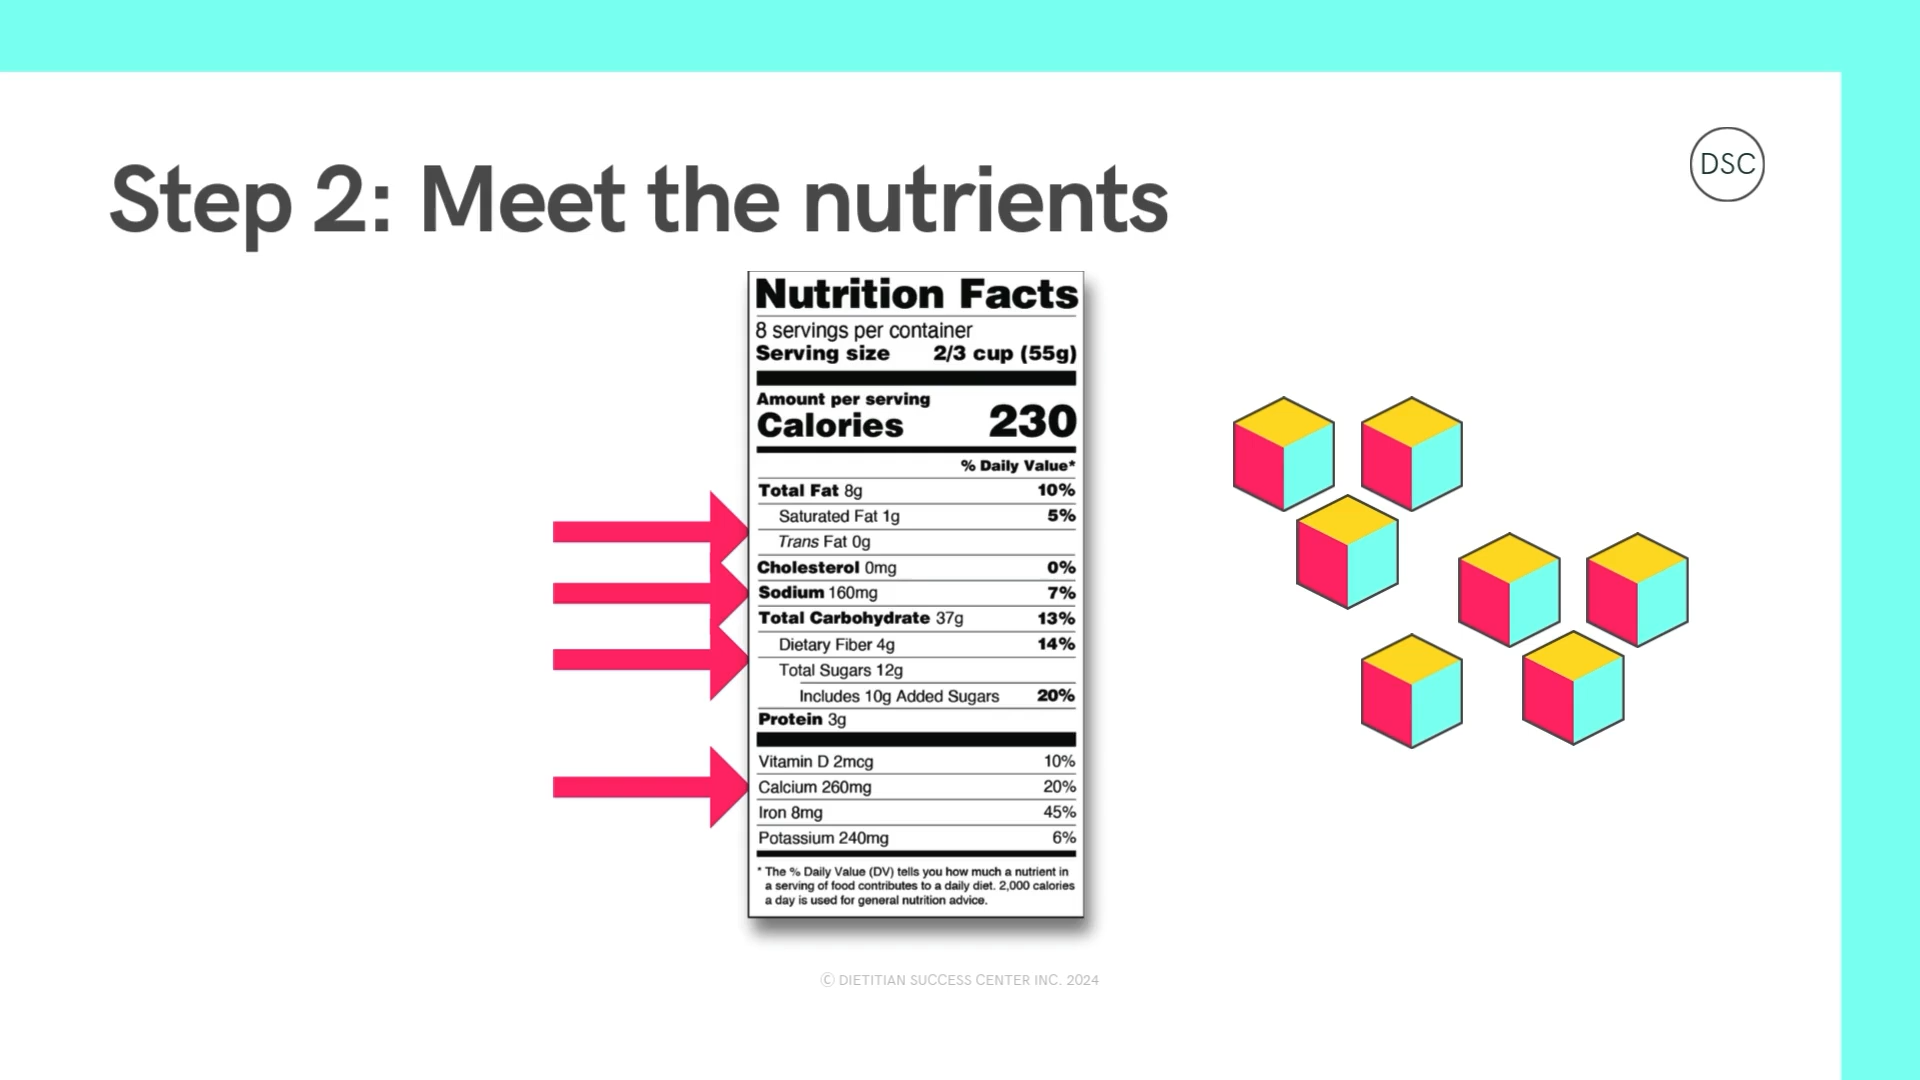 Step 2: Meet the nutrients
DSC
Nutrition Facts
8 servings per container
Serving size 2/3 cup (55g)
Amount per serving
Calories 230
% Daily Value*
Total Fat 8g 10%
Saturated Fat 1g 5%
Trans Fat 0g
Cholesterol 0mg 0%
Sodium 160mg 7%
Total Carbohydrate 37g 13%
Dietary Fiber 4g 14%
Total Sugars 12g
Includes 10g Added Sugars 20%
Protein 3g
Vitamin D 2mcg 10%
Calcium 260mg 20%
Iron 8mg 45%
Potassium 240mg 6%
* The % Daily Value (DV) tells you how much a nutrient in
a serving of food contributes to a daily diet. 2,000 calories
a day is used for general nutrition advice.
© DIETITIAN SUCCESS CENTER INC. 2024